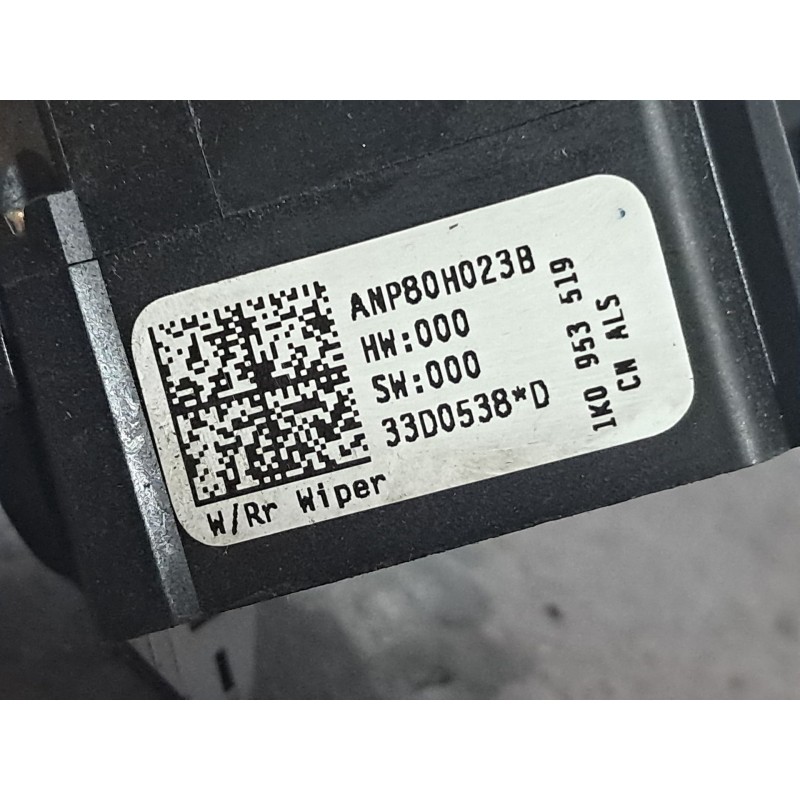 ANP80H023B
HW:000
SW:000
33D0538*D
W/Rr Wiper
1K0 953 519
CN ALS